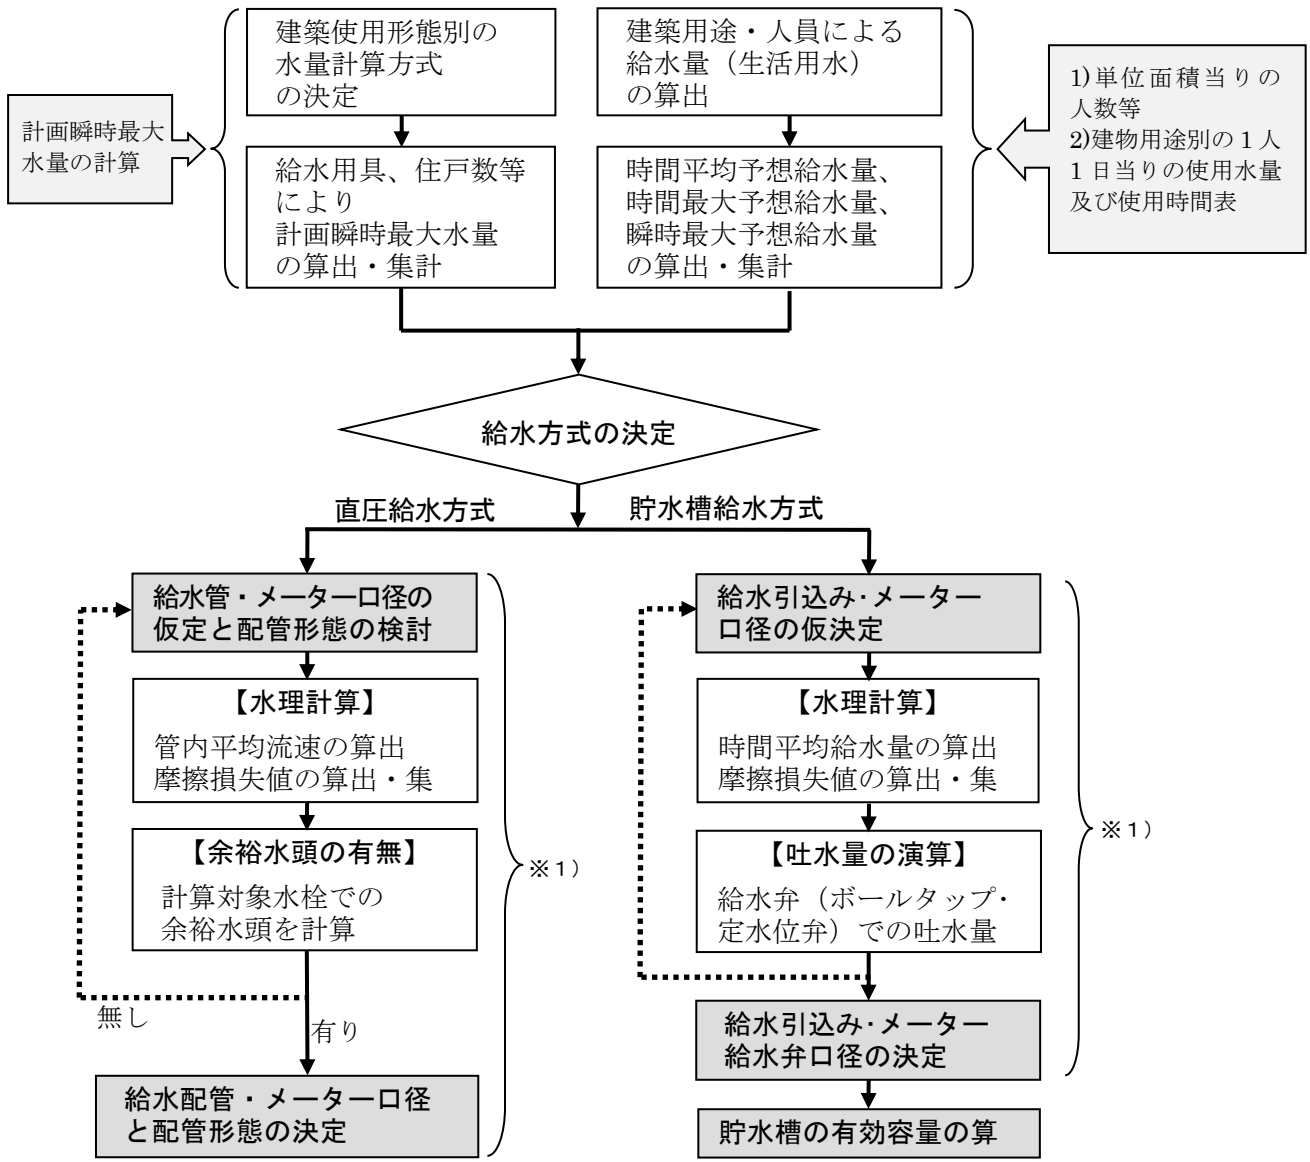 建築使用形態別の
水量計算方式
の決定
建築用途・人員による
給水量（生活用水）
の算出
1)単位面積当りの
人数等
2)建物用途別の１人
１日当りの使用水量
及び使用時間表
計画瞬時最大
水量の計算
給水用具、住戸数等
により
計画瞬時最大水量
の算出・集計
時間平均予想給水量、
時間最大予想給水量、
瞬時最大予想給水量
の算出・集計
給水方式の決定
直圧給水方式
貯水槽給水方式
給水管・メーター口径の
仮定と配管形態の検討
【水理計算】
管内平均流速の算出
摩擦損失値の算出・集
【余裕水頭の有無】
計算対象水栓での
余裕水頭を計算
※１）
無し
有り
給水配管・メーター口径
と配管形態の決定
給水引込み･メーター
口径の仮決定
【水理計算】
時間平均給水量の算出
摩擦損失値の算出・集
【吐水量の演算】
給水弁（ボールタップ･
定水位弁）での吐水量
※１）
給水引込み･メーター
給水弁口径の決定
貯水槽の有効容量の算